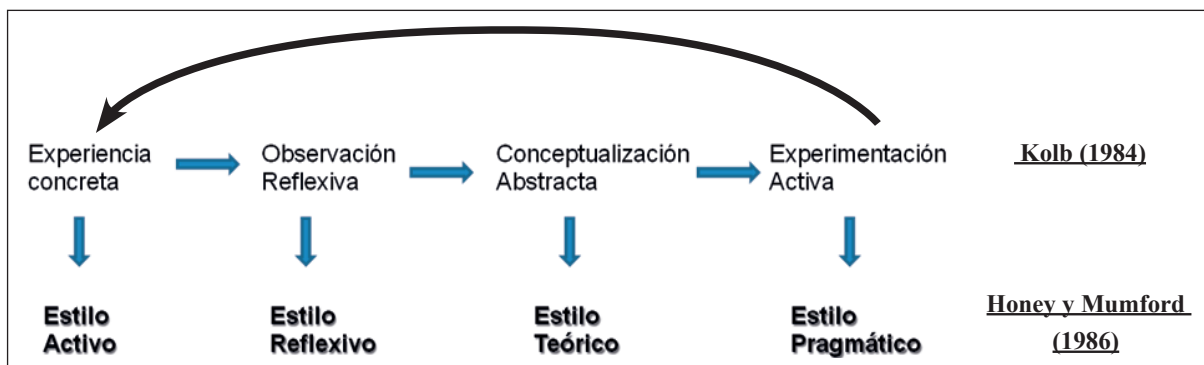 Experiencia
concreta
Observación
Reflexiva
Conceptualización
Abstracta
Experimentación
Activa
Kolb (1984)
Estilo
Activo
Estilo
Reflexivo
Estilo
Teórico
Estilo
Pragmático
Honey y Mumford
(1986)